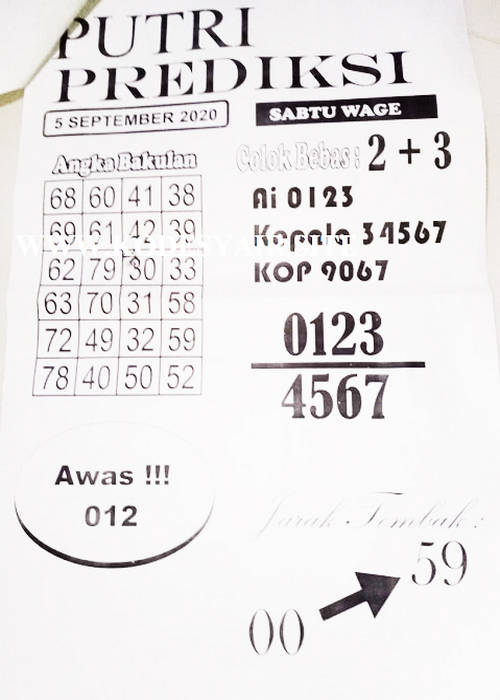 PUTRI
PREDIKSI
5 SEPTEMBER 2020
SABTU WAGE
Angka Bakulan
68 60 41 38
69 61 42 39
62 79 30 33
63 70 31 58
72 49 32 59
78 40 50 52
Colok Bebas : 2 + 3
Ai 0123
Kepala 34567
KOP 9067
0123
4567
Awas !!!
012
Jarak Tembak :
59
00